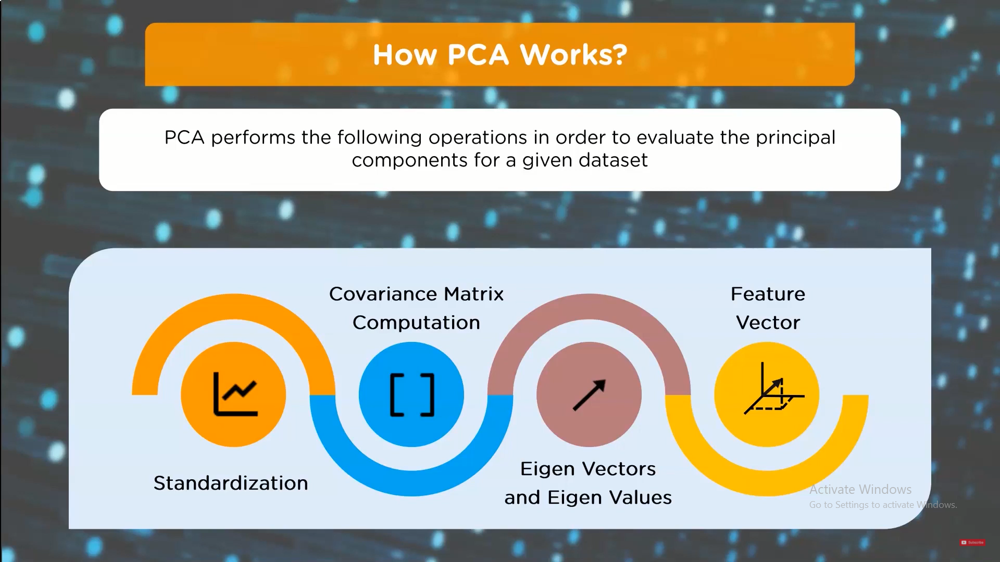 How PCA Works?
PCA performs the following operations in order to evaluate the principal
components for a given dataset
Covariance Matrix
Computation
Feature
Vector
Standardization
Eigen Vectors
and Eigen Values
Activate Windows
Go to Settings to activate Windows.
Subscribe